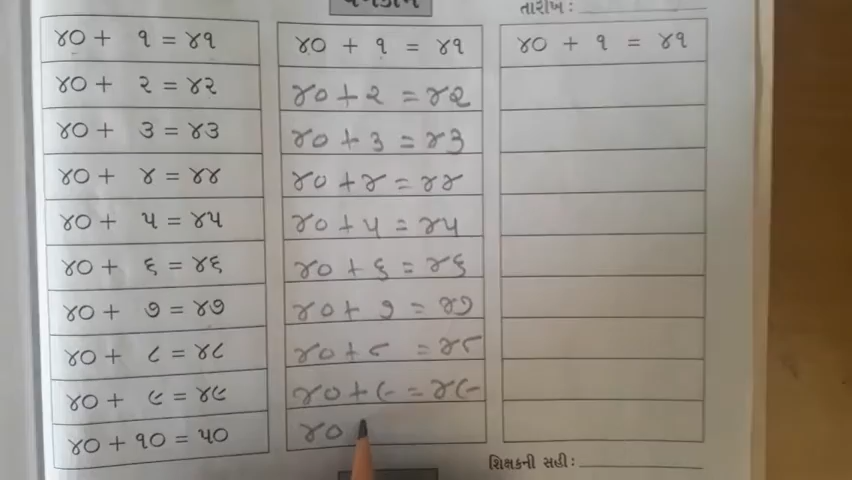 તારીખ:
૪૦ + ૧ = ૪૧ ૪૦ + ૧ = ૪૧ ૪૦ + ૧ = ૪૧
૪૦ + ૨ = ૪૨ ૪૦ + ૨ = ૪૨
૪૦ + ૩ = ૪૩ ૪૦ + ૩ = ૪૩
૪૦ + ૪ = ૪૪ ૪૦ + ૪ = ૪૪
૪૦ + ૫ = ૪૫ ૪૦ + ૫ = ૪૫
૪૦ + ૬ = ૪૬ ૪૦ + ૬ = ૪૬
૪૦ + ૭ = ૪૭ ૪૦ + ૭ = ૪૭
૪૦ + ૮ = ૪૮ ૪૦ + ૮ = ૪૮
૪૦ + ૯ = ૪૯ ૪૦ + ૯ = ૪૯
૪૦ + ૧૦ = ૫૦ ૪૦
શિક્ષકની સહી: